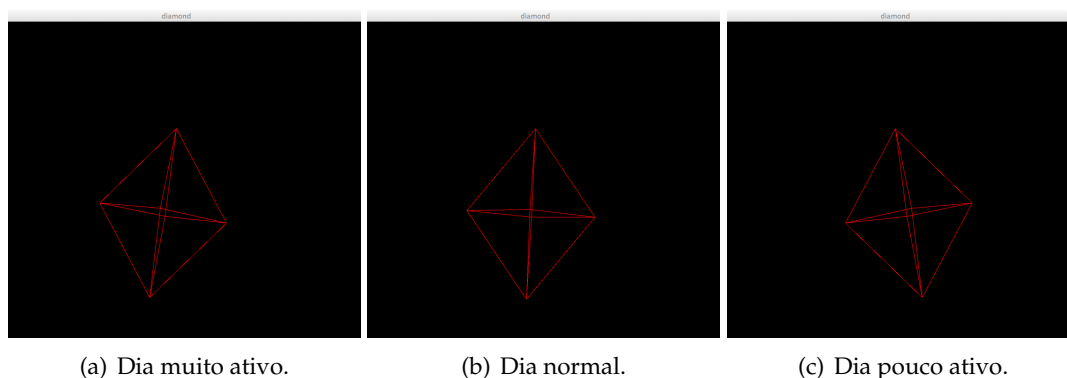 diamond diamond diamond
(a) Dia muito ativo. (b) Dia normal. (c) Dia pouco ativo.